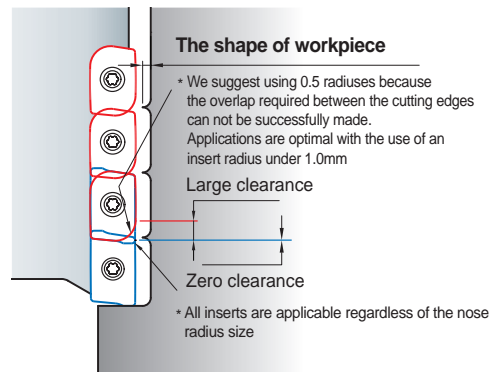 The shape of workpiece
* We suggest using 0.5 radiuses because
the overlap required between the cutting edges
can not be successfully made.
Applications are optimal with the use of an
insert radius under 1.0mm
Large clearance
Zero clearance
* All inserts are applicable regardless of the nose
radius size